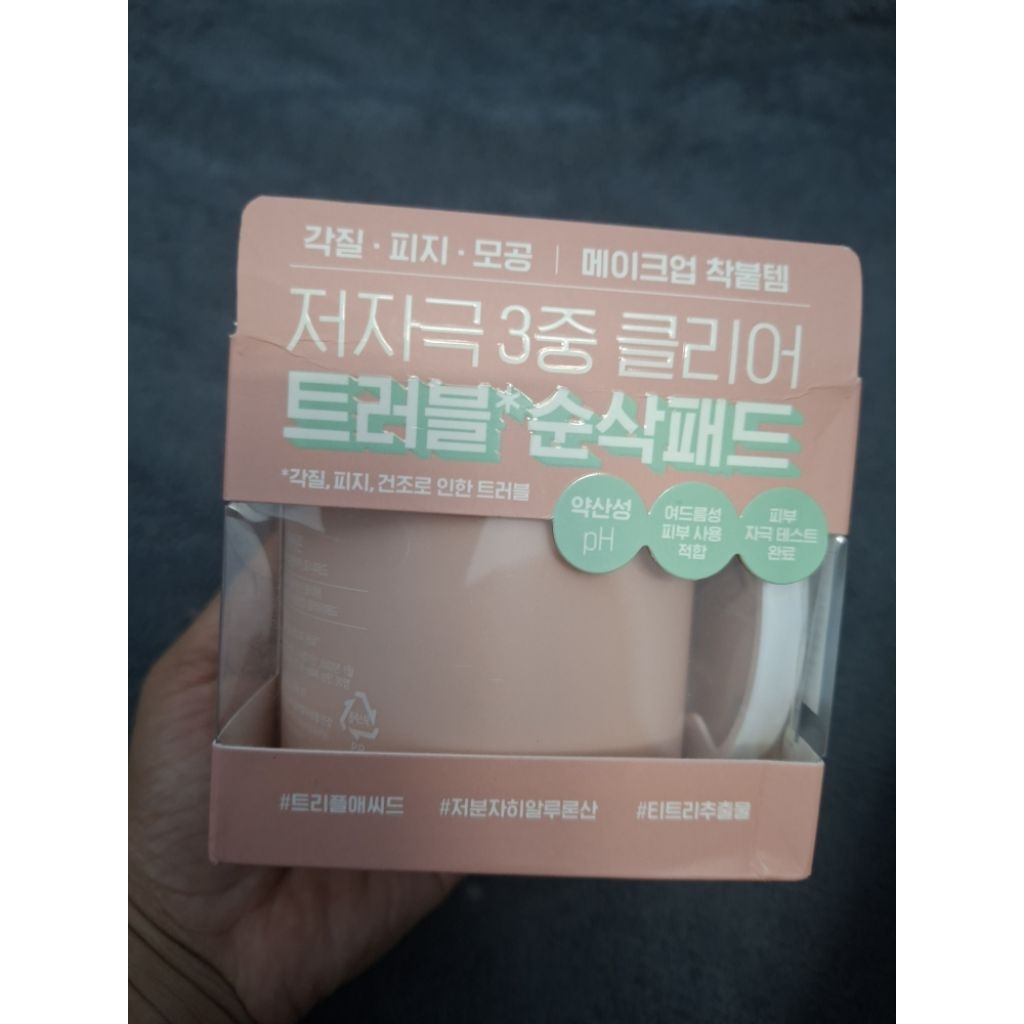 각질 · 피지 · 모공 | 메이크업 착붙템
저자극 3중 클리어
트러블* 순삭패드
*각질, 피지, 건조로 인한 트러블
약산성
pH
여드름성
피부 사용
적합
피부
자극 테스트
완료
#트리플애씨드 #저분자히알루론산 #티트리추출물